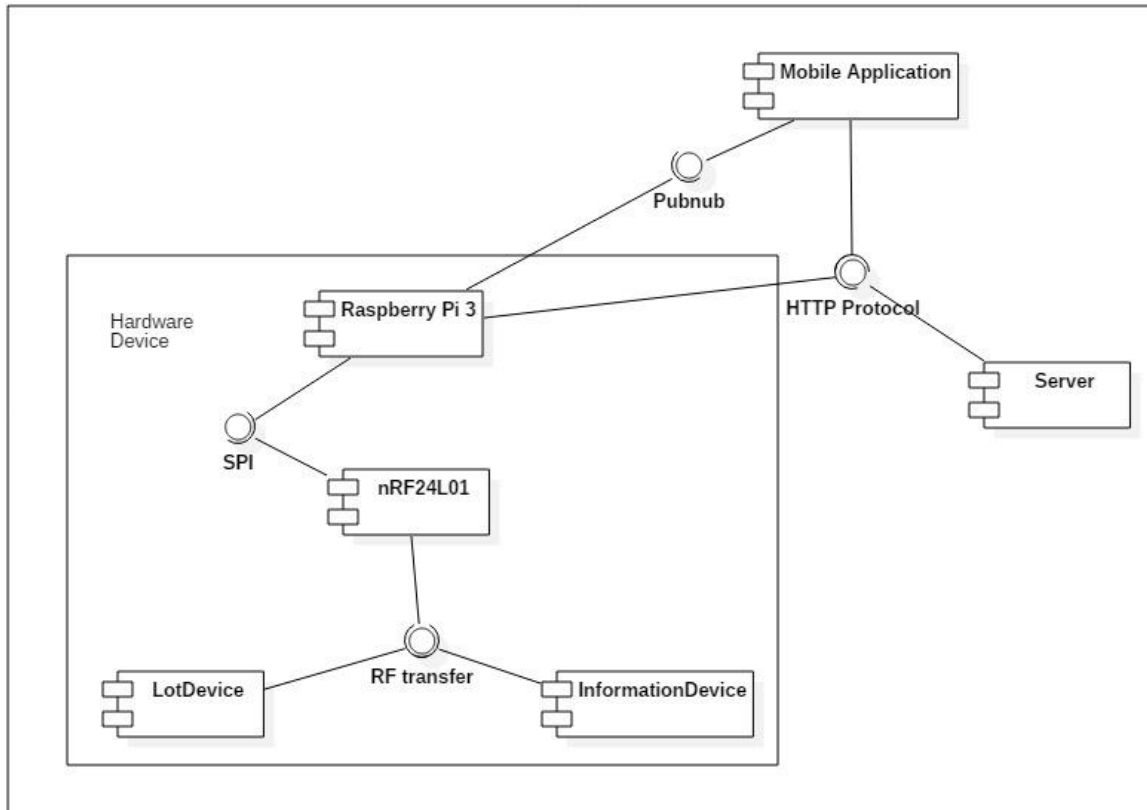 Mobile Application
Pubnub
HTTP Protocol
Raspberry Pi 3
Hardware
Device
Server
SPI
nRF24L01
RF transfer
LotDevice
InformationDevice